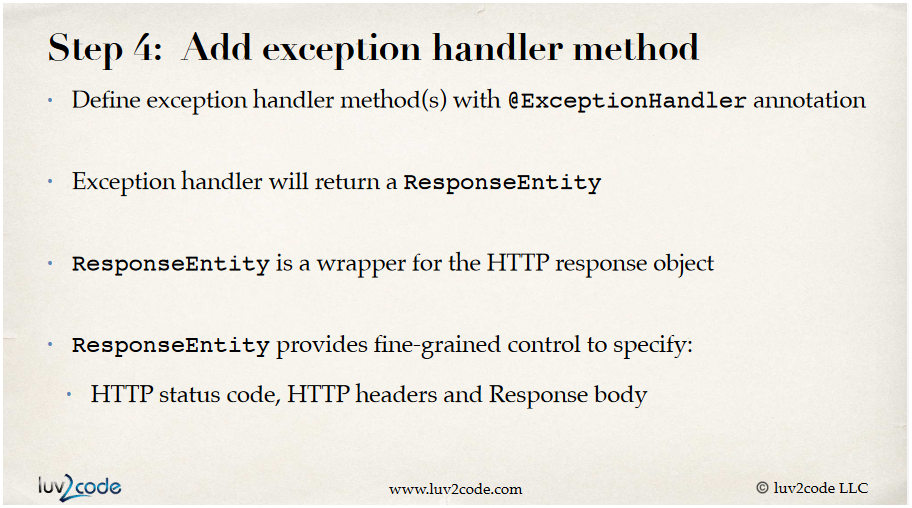 Step 4: Add exception handler method
• Define exception handler method(s) with @ExceptionHandler annotation
• Exception handler will return a ResponseEntity
• ResponseEntity is a wrapper for the HTTP response object
• ResponseEntity provides fine-grained control to specify:
• HTTP status code, HTTP headers and Response body
luv2code
www.luv2code.com
© luv2code LLC